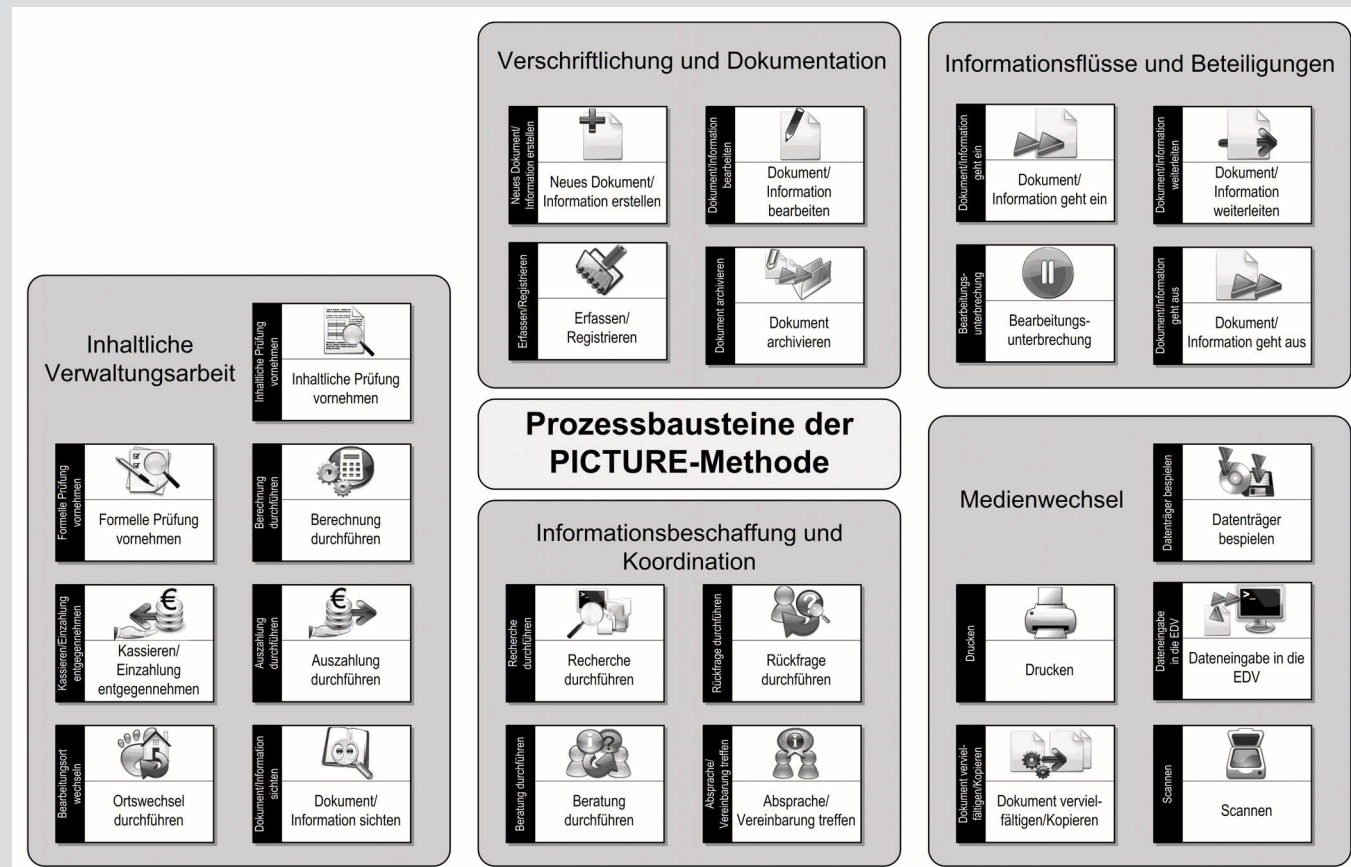 Verschriftlichung und Dokumentation
Neues Dokument/
Information erstellen
Neues Dokument/
Information erstellen
Dokument/Information
bearbeiten
Dokument/
Information
bearbeiten
Erfassen/Registrieren
Erfassen/
Registrieren
Dokument archivieren
Dokument
archivieren
Informationsflüsse und Beteiligungen
Dokument/Information
geht ein
Dokument/
Information geht ein
Dokument/Information
weiterleiten
Dokument/
Information
weiterleiten
Bearbeitungs-
unterbrechung
Bearbeitungs-
unterbrechung
Dokument/Information
geht aus
Dokument/
Information geht aus
Inhaltliche
Verwaltungsarbeit
Inhaltliche Prüfung
vornehmen
Inhaltliche Prüfung
vornehmen
Formelle Prüfung
vornehmen
Formelle Prüfung
vornehmen
Berechnung
durchführen
Berechnung
durchführen
Kassieren/Einzahlung
entgegennehmen
€
Kassieren/
Einzahlung
entgegennehmen
Auszahlung
durchführen
€
Auszahlung
durchführen
Bearbeitungsort
wechseln
Ortswechsel
durchführen
Dokument/Information
sichten
Dokument/
Information sichten
Prozessbausteine der
PICTURE-Methode
Informationsbeschaffung und
Koordination
Recherche
durchführen
>_
Recherche
durchführen
Rückfrage durchführen
?
Rückfrage
durchführen
Beratung durchführen
i ?
Beratung
durchführen
Absprache/
Vereinbarung treffen
i
Absprache/
Vereinbarung treffen
Medienwechsel
Datenträger bespielen
Datenträger
bespielen
Drucken
Drucken
Dateneingabe
in die EDV
>_
Dateneingabe in die
EDV
Dokument verviel-
fältigen/Kopieren
Dokument verviel-
fältigen/Kopieren
Scannen
Scannen